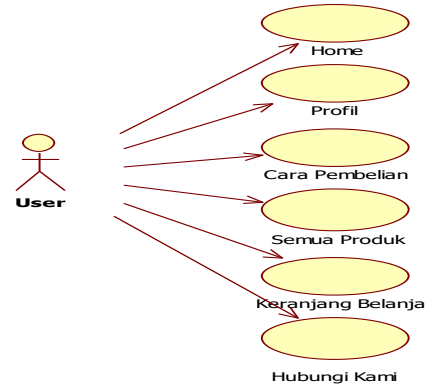 Home
Profil
Cara Pembelian
User
Semua Produk
Keranjang Belanja
Hubungi Kami